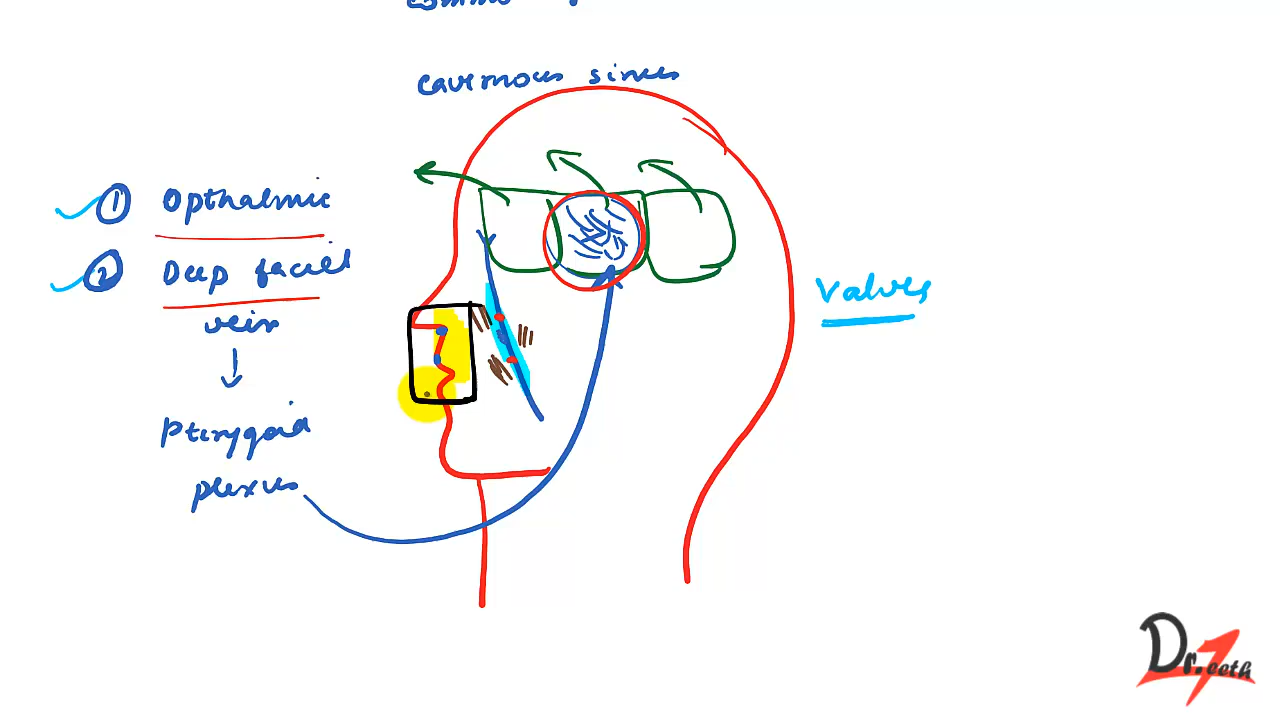 cavernous sinus
① Opthalmic
② Deep facial
vein
Valves
Pterygoid
plexus
Dr.Teeth